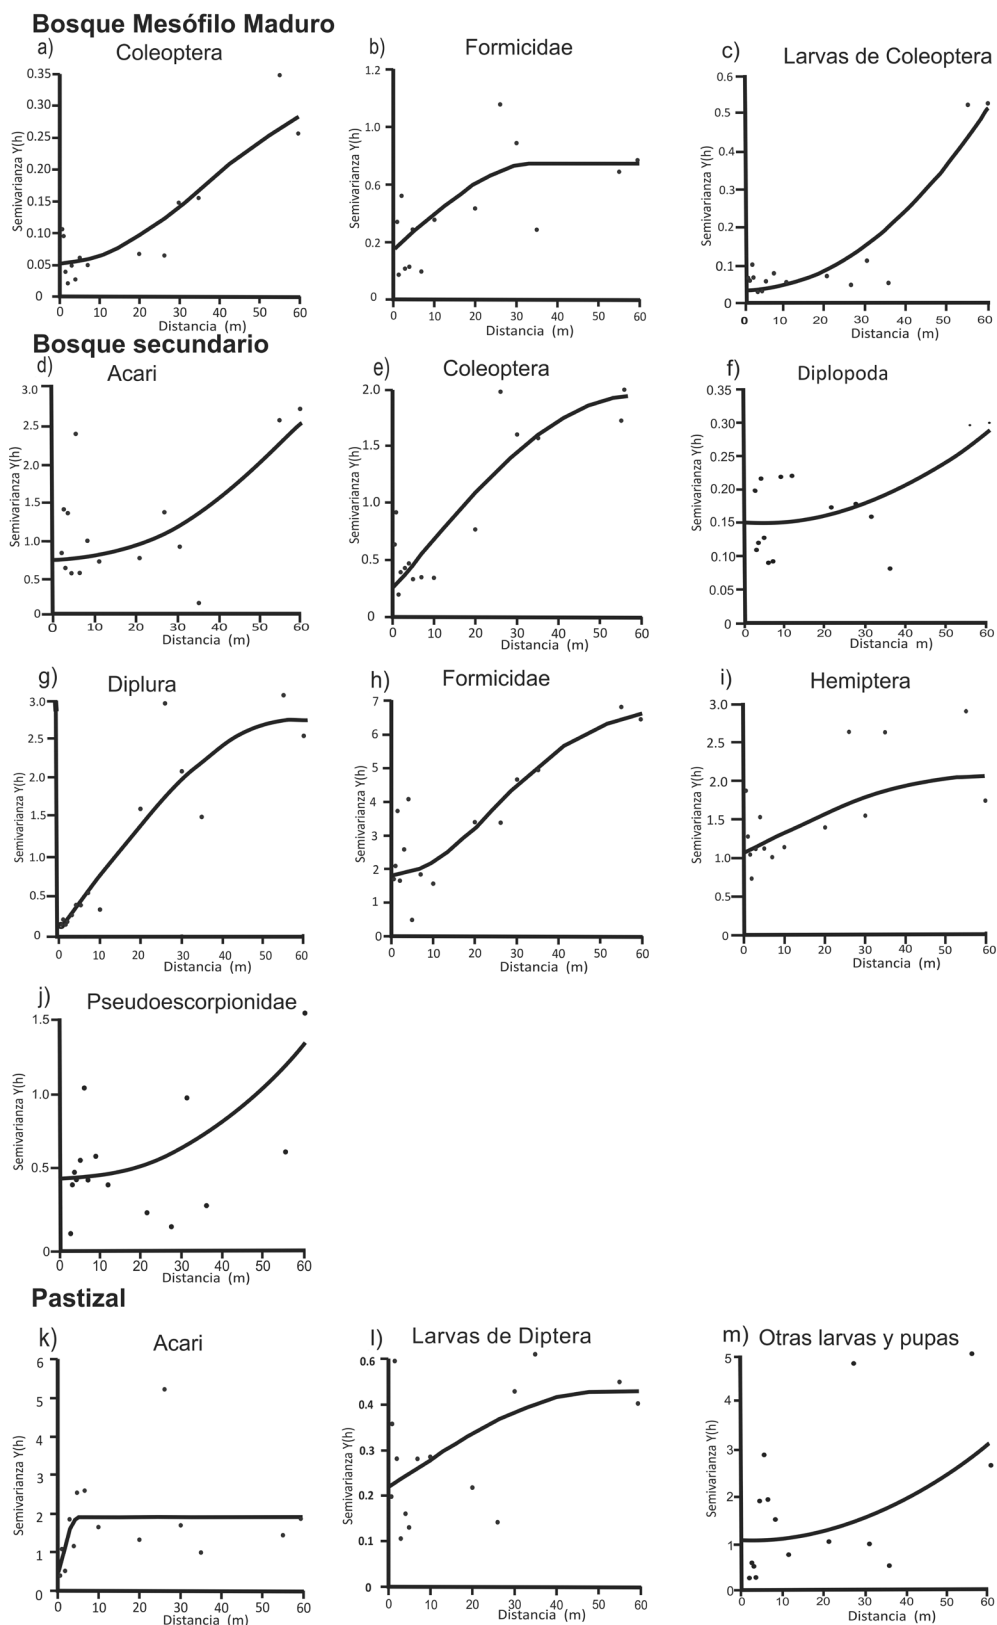 Bosque Mesófilo Maduro
a)
Coleoptera
Semivarianza Y(h)
0.35
0.30
0.25
0.20
0.15
0.10
0.05
0
0 10 20 30 40 50 60
Distancia (m)
b)
Formicidae
Semivarianza Y(h)
1.2
1.0
0.6
0.2
0
0 10 20 30 40 50 60
Distancia (m)
c)
Larvas de Coleoptera
Semivarianza Y(h)
0.6
0.5
0.4
0.3
0.2
0.1
0
0 10 20 30 40 50 60
Distancia (m)
Bosque secundario
d)
Acari
Semivarianza Y(h)
3.0
2.5
2.0
1.5
1.0
0.5
0
0 10 20 30 40 50 60
Distancia (m)
e)
Coleoptera
Semivarianza Y(h)
2.0
1.5
1.0
0.5
0
0 10 20 30 40 50 60
Distancia (m)
f)
Diplopoda
Semivarianza Y(h)
0.35
0.30
0.25
0.20
0.15
0.10
0.05
0
0 10 20 30 40 50 60
Distancia m)
g)
Diplura
Semivarianza Y(h)
3.0
2.5
2.0
1.5
1.0
0.5
0
0 10 20 30 40 50 60
Distancia (m)
h)
Formicidae
Semivarianza Y(h)
7
6
5
4
3
2
1
0
0 10 20 30 40 50 60
Distancia (m)
i)
Hemiptera
Semivarianza Y(h)
3.0
2.5
2.0
1.5
1.0
0.5
0
0 10 20 30 40 50 60
Distancia (m)
j)
Pseudoescorpionidae
Semivarianza Y(h)
1.5
1.0
0.5
0
0 10 20 30 40 50 60
Distancia (m)
Pastizal
k)
Acari
Semivarianza Y(h)
6
5
4
3
2
1
0
0 10 20 30 40 50 60
Distancia (m)
l)
Larvas de Diptera
Semivarianza Y(h)
0.6
0.4
0.3
0.2
0.1
0
0 10 20 30 40 50 60
Distancia (m)
m)
Otras larvas y pupas
Semivarianza Y(h)
5
4
3
2
1
0
0 10 20 30 40 50 60
Distancia (m)